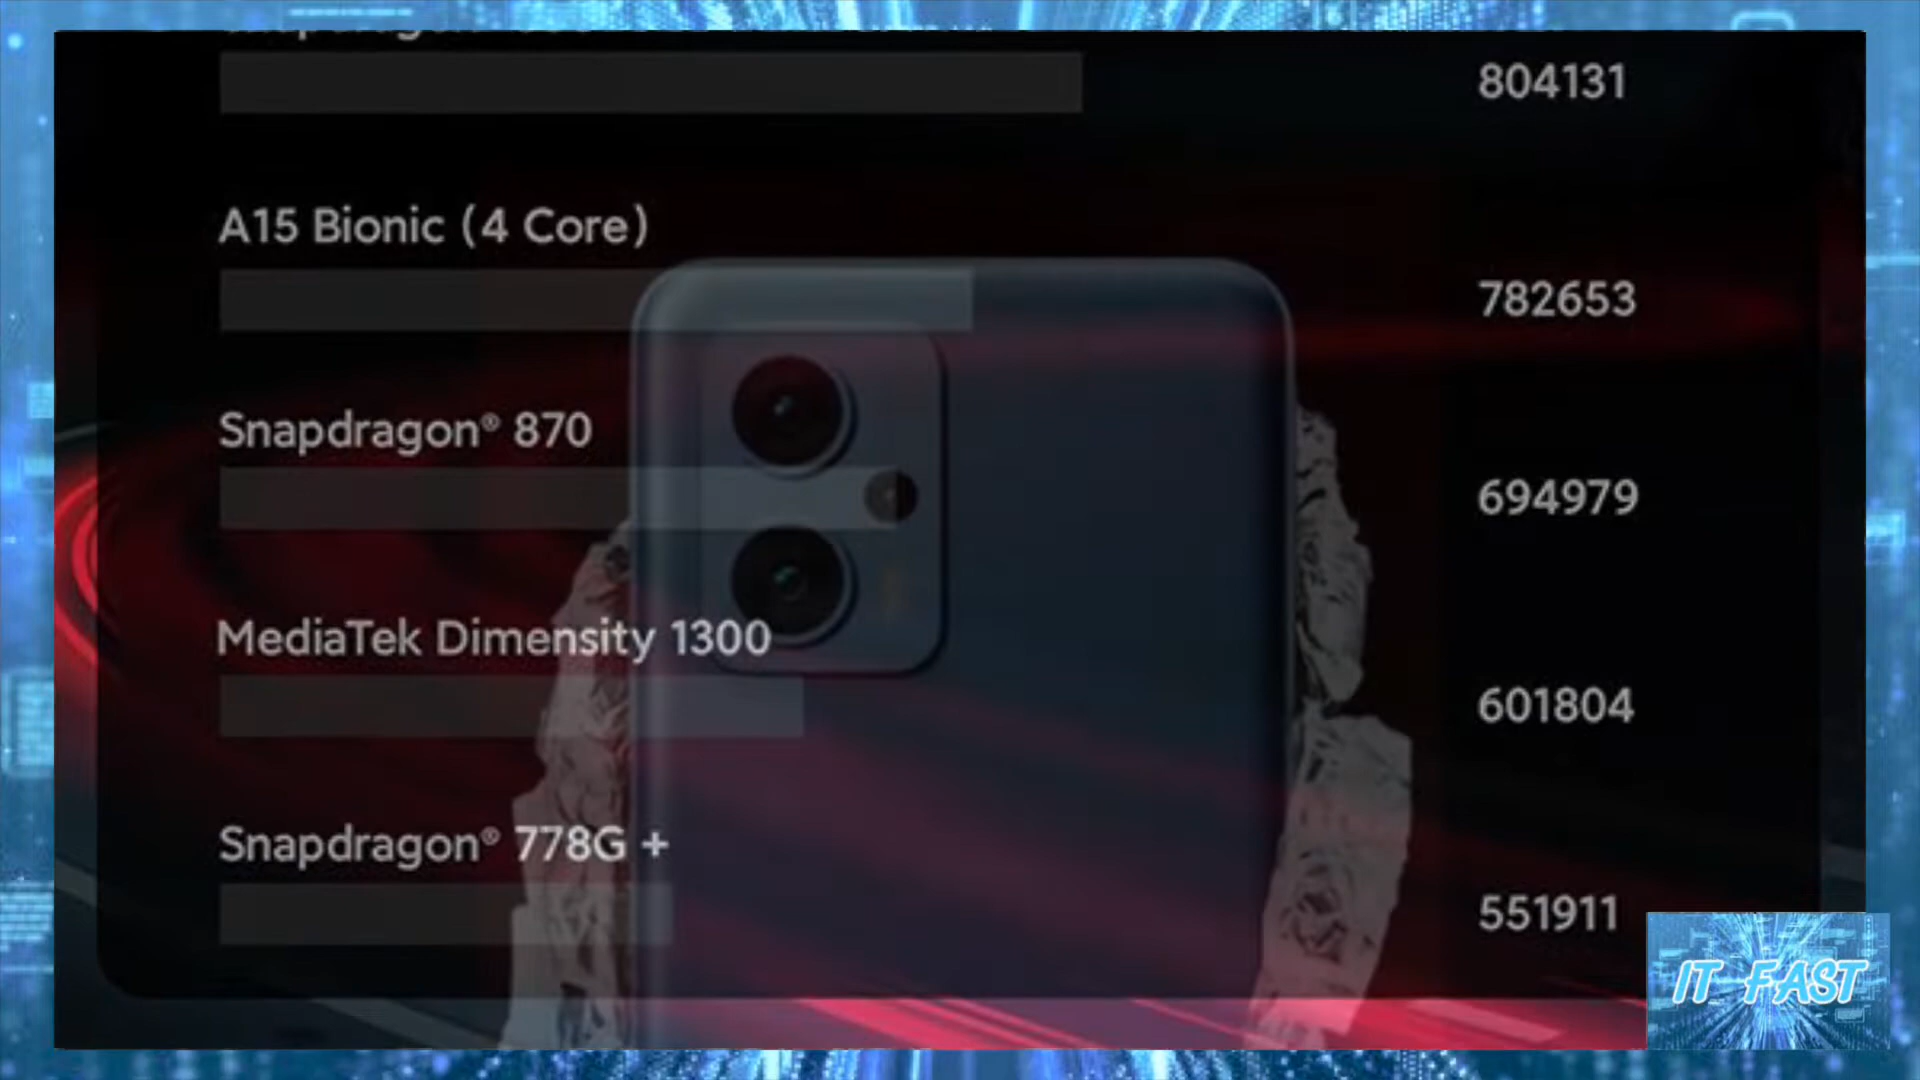 804131
A15 Bionic (4 Core)
782653
Snapdragon® 870
694979
MediaTek Dimensity 1300
601804
Snapdragon® 778G +
551911
IT FAST